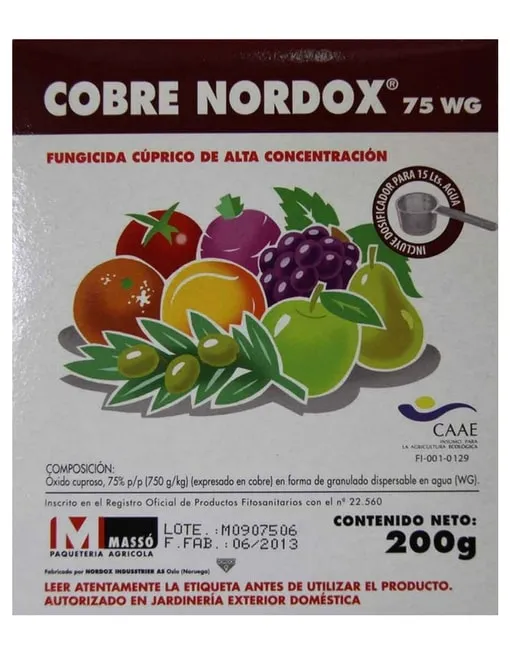 COBRE NORDOX® 75 WG
FUNGICIDA CÚPRICO DE ALTA CONCENTRACIÓN
INCLUYE DOSIFICADOR PARA 15 Lts. AGUA
CAAE
INSUMO PARA
LA AGRICULTURA ECOLÓGICA
FI-001-0129
COMPOSICIÓN:
Óxido cuproso, 75% p/p (750 g/kg) (expresado en cobre) en forma de granulado dispersable en agua (WG).
Inscrito en el Registro Oficial de Productos Fitosanitarios con el nº 22.560
M MASSÓ
PAQUETERIA AGRICOLA
LOTE.:M0907506
F.FAB.:06/2013
CONTENIDO NETO:
200g
Fabricado por NORDOX INDUSTRIER AS Oslo (Noruega)
LEER ATENTAMENTE LA ETIQUETA ANTES DE UTILIZAR EL PRODUCTO.
AUTORIZADO EN JARDINERÍA EXTERIOR DOMÉSTICA